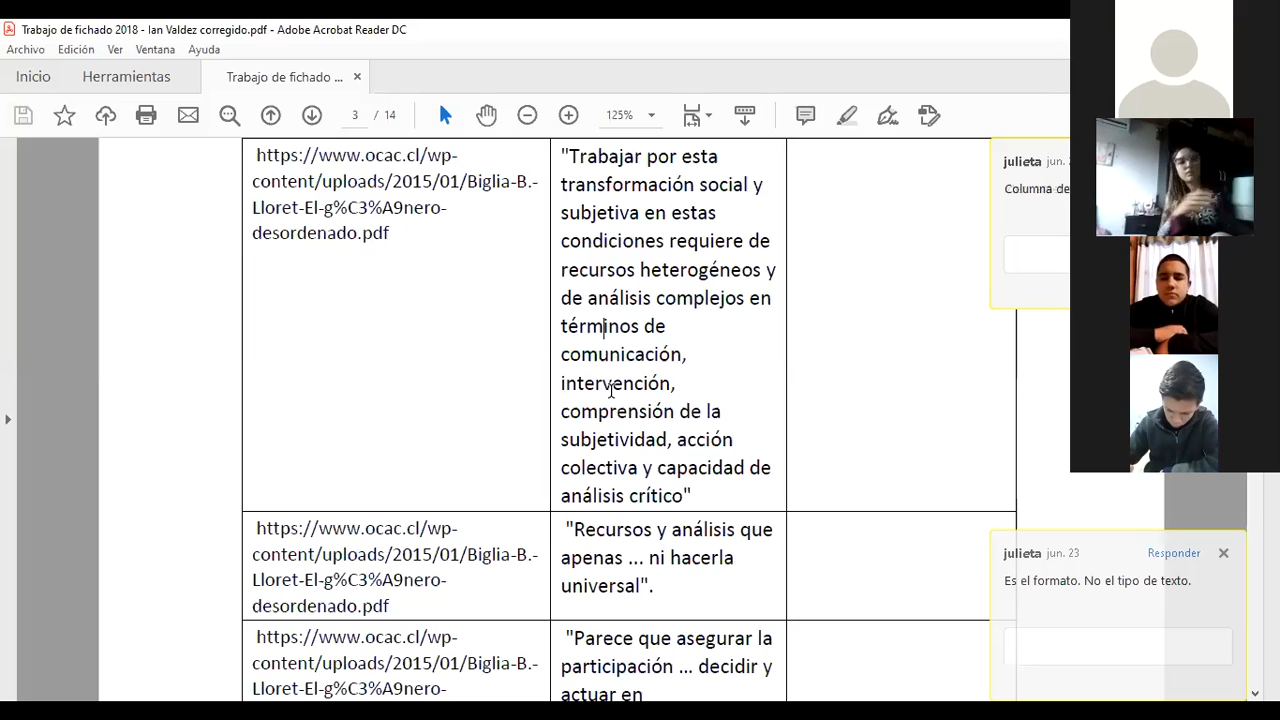 Trabajo de fichado 2018 - Ian Valdez corregido.pdf - Adobe Acrobat Reader DC
Archivo Edición Ver Ventana Ayuda
Inicio Herramientas Trabajo de fichado ... ×
3 / 14 125%
https://www.ocac.cl/wp-
content/uploads/2015/01/Biglia-B.-
Lloret-El-g%C3%A9nero-
desordenado.pdf
"Trabajar por esta
transformación social y
subjetiva en estas
condiciones requiere de
recursos heterogéneos y
de análisis complejos en
términos de
comunicación,
intervención,
comprensión de la
subjetividad, acción
colectiva y capacidad de
análisis crítico"
julieta jun.
Columna de
https://www.ocac.cl/wp-
content/uploads/2015/01/Biglia-B.-
Lloret-El-g%C3%A9nero-
desordenado.pdf
"Recursos y análisis que
apenas ... ni hacerla
universal".
julieta jun. 23 Responder
Es el formato. No el tipo de texto.
https://www.ocac.cl/wp-
content/uploads/2015/01/Biglia-B.-
Lloret-El-g%C3%A9nero-
"Parece que asegurar la
participación ... decidir y
actuar en